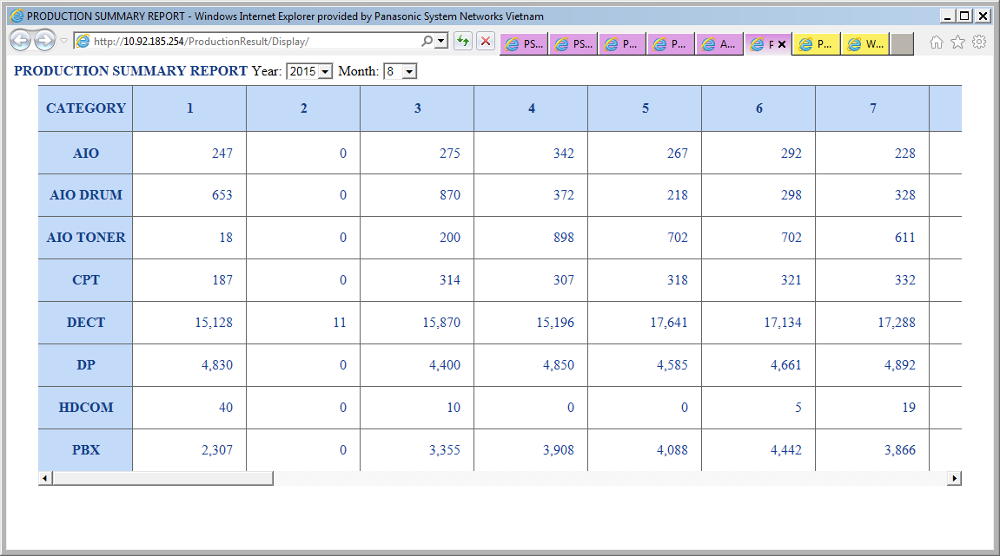 PRODUCTION SUMMARY REPORT - Windows Internet Explorer provided by Panasonic System Networks Vietnam
http://10.92.185.254/ProductionResult/Display/ PS... PS... P... P... A... P P... W...
PRODUCTION SUMMARY REPORT Year: 2015 Month: 8
CATEGORY 1 2 3 4 5 6 7
AIO 247 0 275 342 267 292 228
AIO DRUM 653 0 870 372 218 298 328
AIO TONER 18 0 200 898 702 702 611
CPT 187 0 314 307 318 321 332
DECT 15,128 11 15,870 15,196 17,641 17,134 17,288
DP 4,830 0 4,400 4,850 4,585 4,661 4,892
HDCOM 40 0 10 0 0 5 19
PBX 2,307 0 3,355 3,908 4,088 4,442 3,866